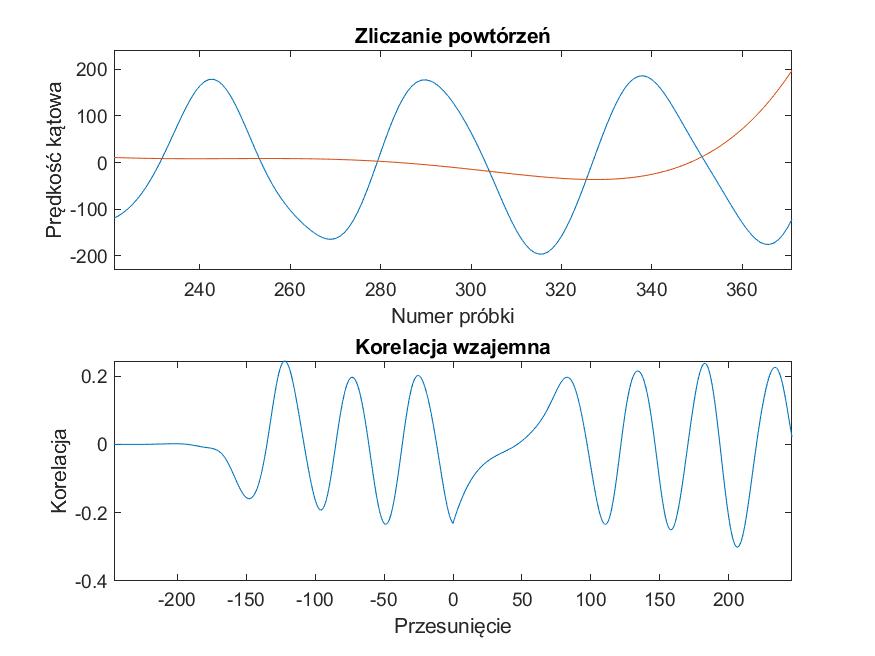 Zliczanie powtórzeń
200
100
0
-100
-200
Prędkość kątowa
240 260 280 300 320 340 360
Numer próbki
Korelacja wzajemna
0.2
0
-0.2
-0.4
Korelacja
-200 -150 -100 -50 0 50 100 150 200
Przesunięcie